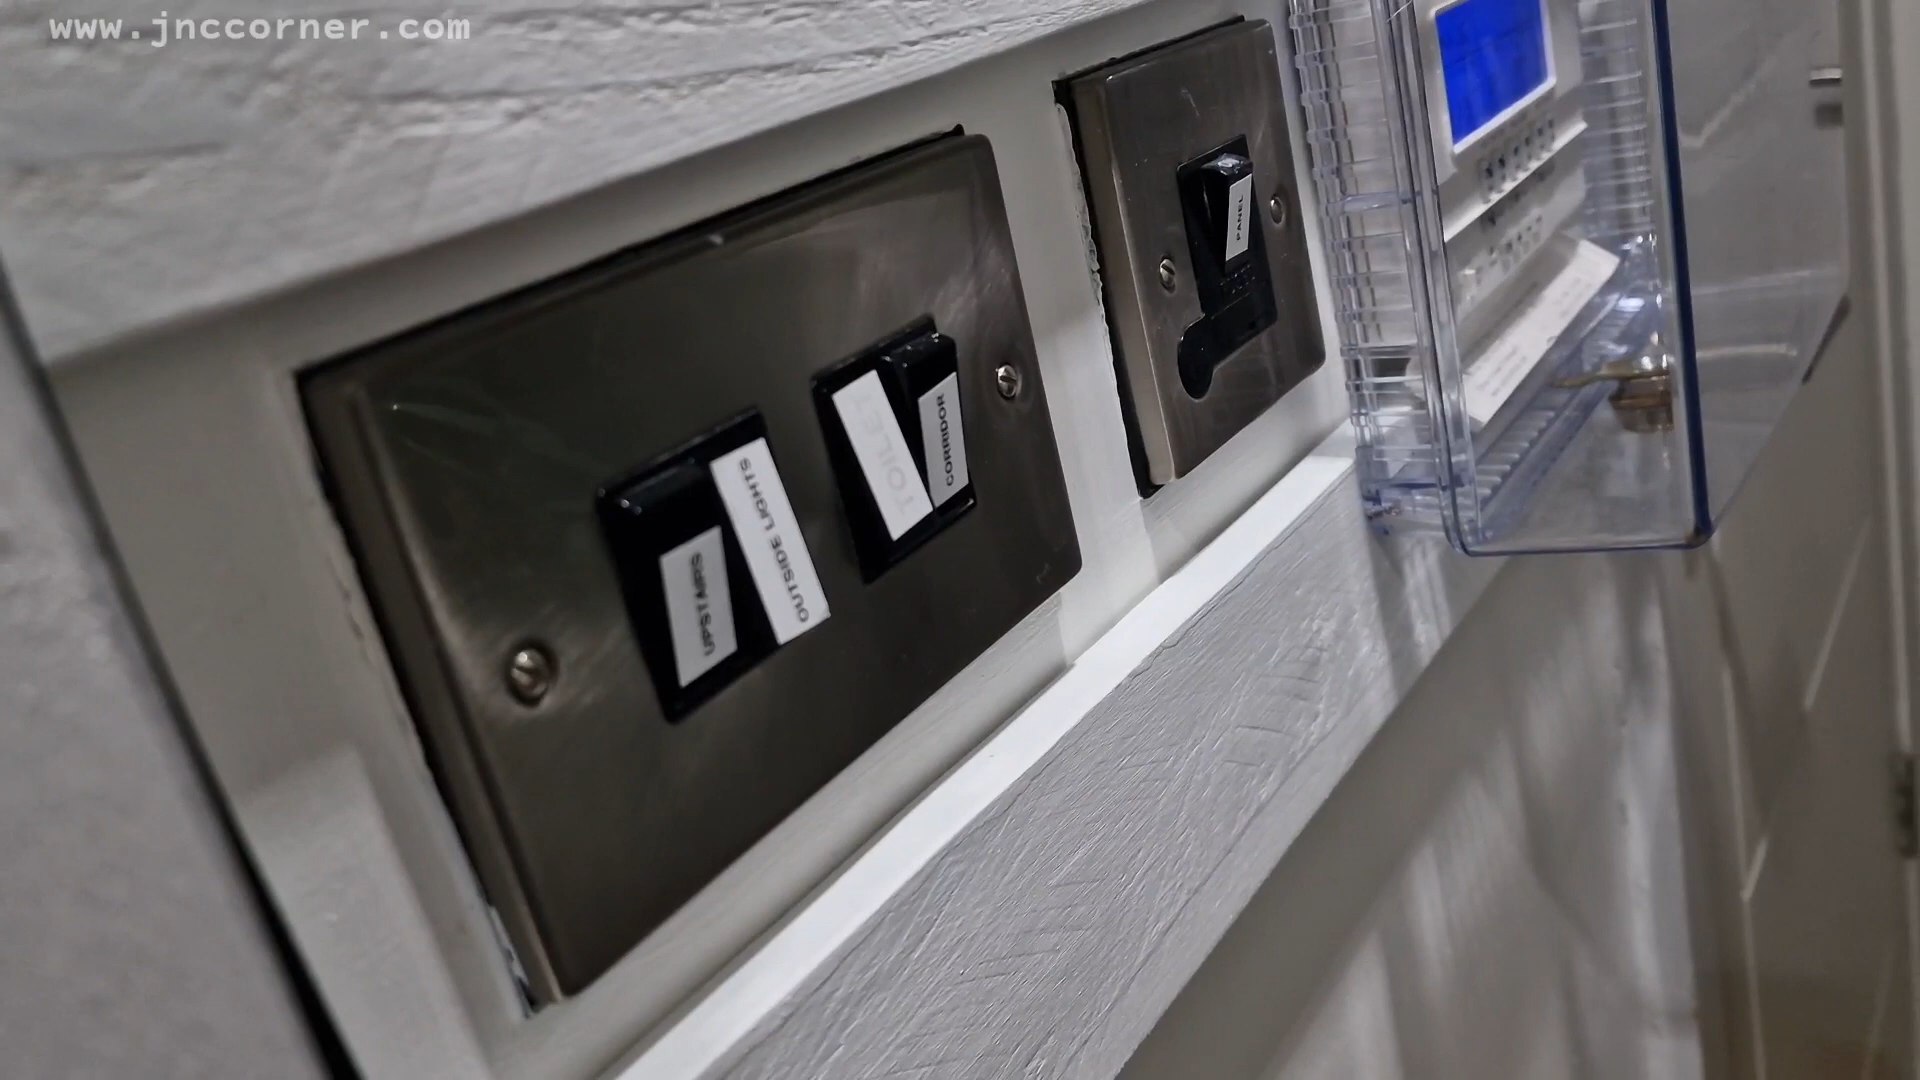 www.jnccorner.com
UPSTAIRS
OUTSIDE LIGHTS
TOILET
CORRIDOR
PANEL